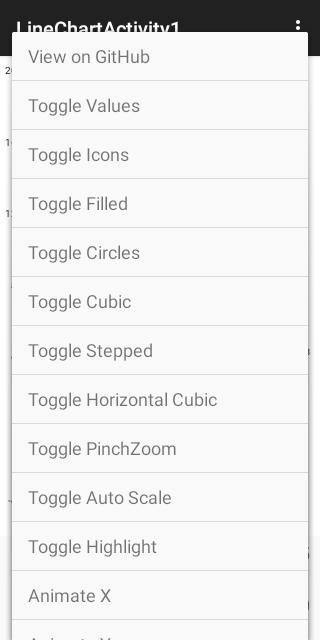 LineChartActivity1
View on GitHub
Toggle Values
Toggle Icons
Toggle Filled
Toggle Circles
Toggle Cubic
Toggle Stepped
Toggle Horizontal Cubic
Toggle PinchZoom
Toggle Auto Scale
Toggle Highlight
Animate X